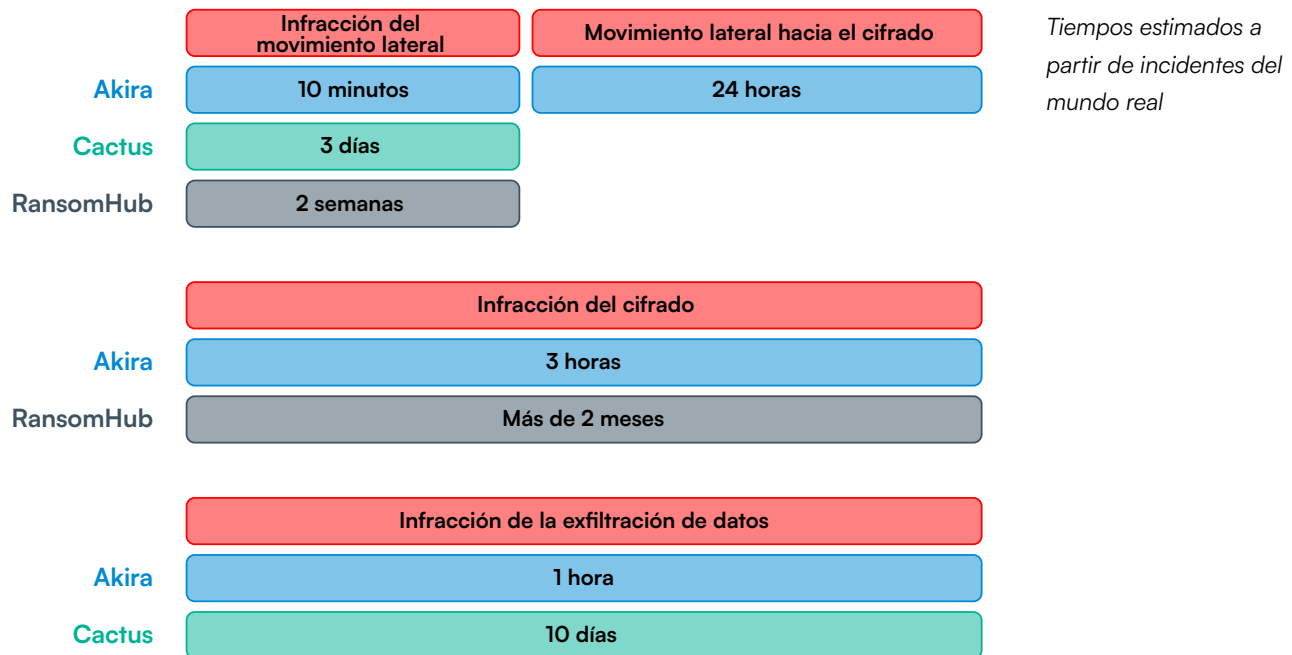 Infracción del
movimiento lateral
Movimiento lateral hacia el cifrado
Tiempos estimados a
partir de incidentes del
mundo real
Akira
10 minutos
24 horas
Cactus
3 días
RansomHub
2 semanas
Infracción del cifrado
Akira
3 horas
RansomHub
Más de 2 meses
Infracción de la exfiltración de datos
Akira
1 hora
Cactus
10 días